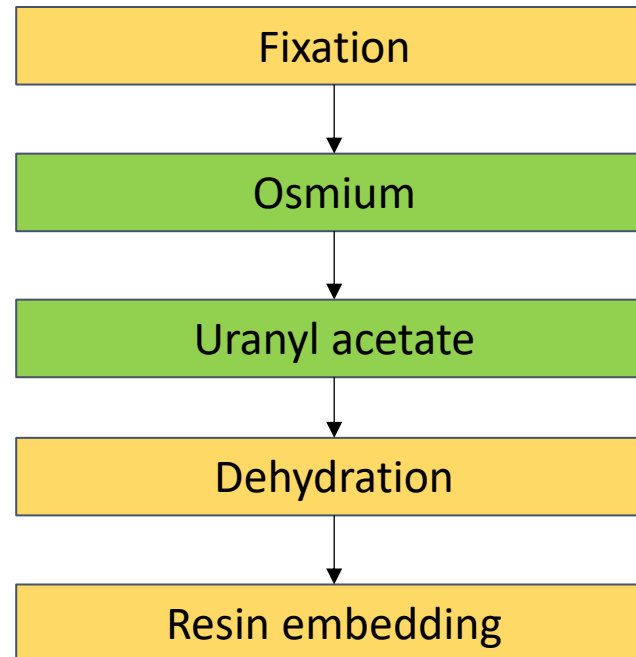 Fixation
Osmium
Uranyl acetate
Dehydration
Resin embedding